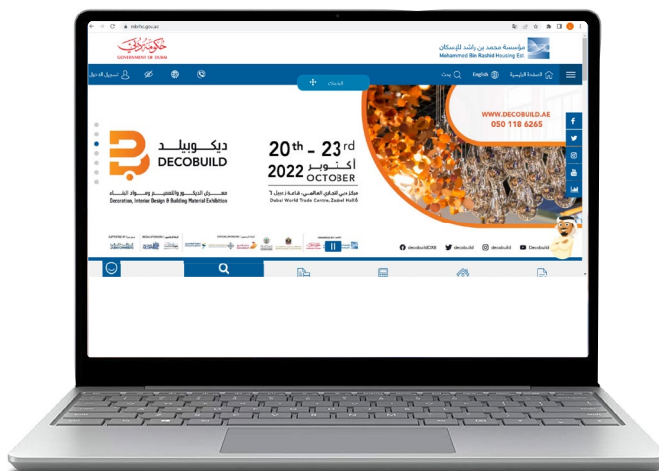 mbrhe.gov.ae
حكومة دبي
GOVERNMENT OF DUBAI
مؤسسة محمد بن راشد للإسكان
Mohammed Bin Rashid Housing Est.
الصفحة الرئيسية
English
بحث
الخدمات
تسجيل الدخول
WWW.DECOBUILD.AE
050 118 6265
ديكوبيلد
DECOBUILD
معرض الديكور والتصميم ومواد البناء
Decoration, Interior Design & Building Material Exhibition
20th - 23rd
أكتوبر
2022 OCTOBER
مركز دبي التجاري العالمي، قاعة زعبيل 6
Dubai World Trade Centre, Zabeel Hall 6
decobuildDXB
decobuild
decobuild
Decobuild